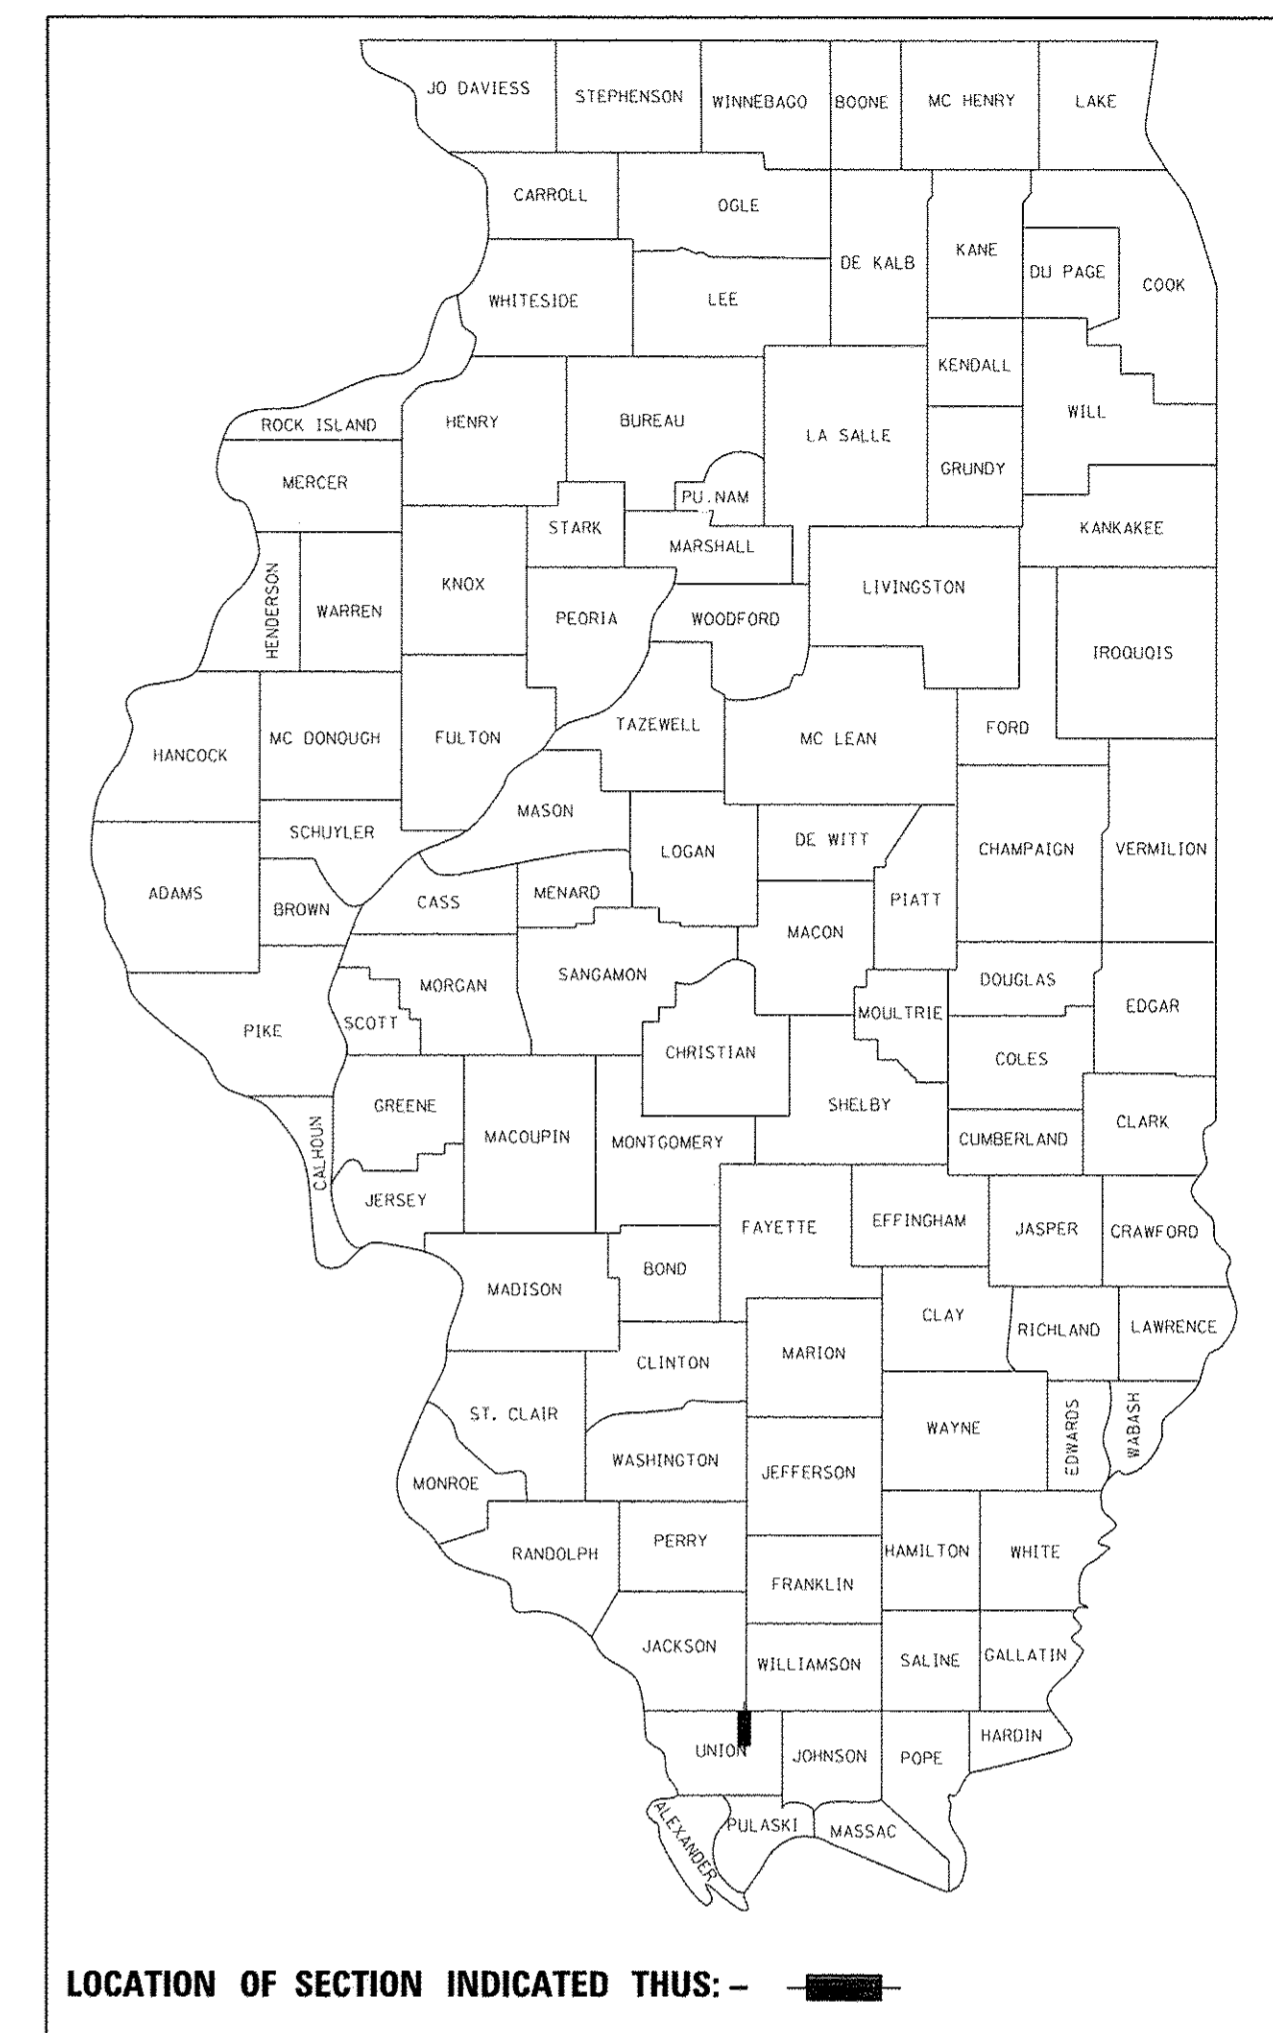 JO DAVIESS
STEPHENSON
WINNEBAGO
BOONE
MC HENRY
LAKE
CARROLL
OGLE
DE KALB
KANE
DU PAGE
COOK
WHITESIDE
LEE
KENDALL
ROCK ISLAND
HENRY
BUREAU
LA SALLE
WILL
GRUNDY
MERCER
PU.NAM
STARK
MARSHALL
KANKAKEE
HENDERSON
WARREN
KNOX
PEORIA
WOODFORD
LIVINGSTON
IROQUOIS
HANCOCK
MC DONOUGH
FULTON
TAZEWELL
MC LEAN
FORD
MASON
SCHUYLER
LOGAN
DE WITT
CHAMPAIGN
VERMILION
ADAMS
BROWN
CASS
MENARD
PIATT
MACON
MORGAN
SANGAMON
DOUGLAS
EDGAR
PIKE
SCOTT
MOULTRIE
CHRISTIAN
COLES
GREENE
SHELBY
CALHOUN
MACOUPIN
MONTGOMERY
CUMBERLAND
CLARK
JERSEY
FAYETTE
EFFINGHAM
JASPER
CRAWFORD
MADISON
BOND
CLAY
RICHLAND
LAWRENCE
CLINTON
MARION
ST. CLAIR
WAYNE
EDWARDS
WABASH
WASHINGTON
JEFFERSON
MONROE
RANDOLPH
PERRY
HAMILTON
WHITE
FRANKLIN
JACKSON
WILLIAMSON
SALINE
GALLATIN
UNION
JOHNSON
POPE
HARDIN
ALEXANDER
PULASKI
MASSAC
LOCATION OF SECTION INDICATED THUS: –